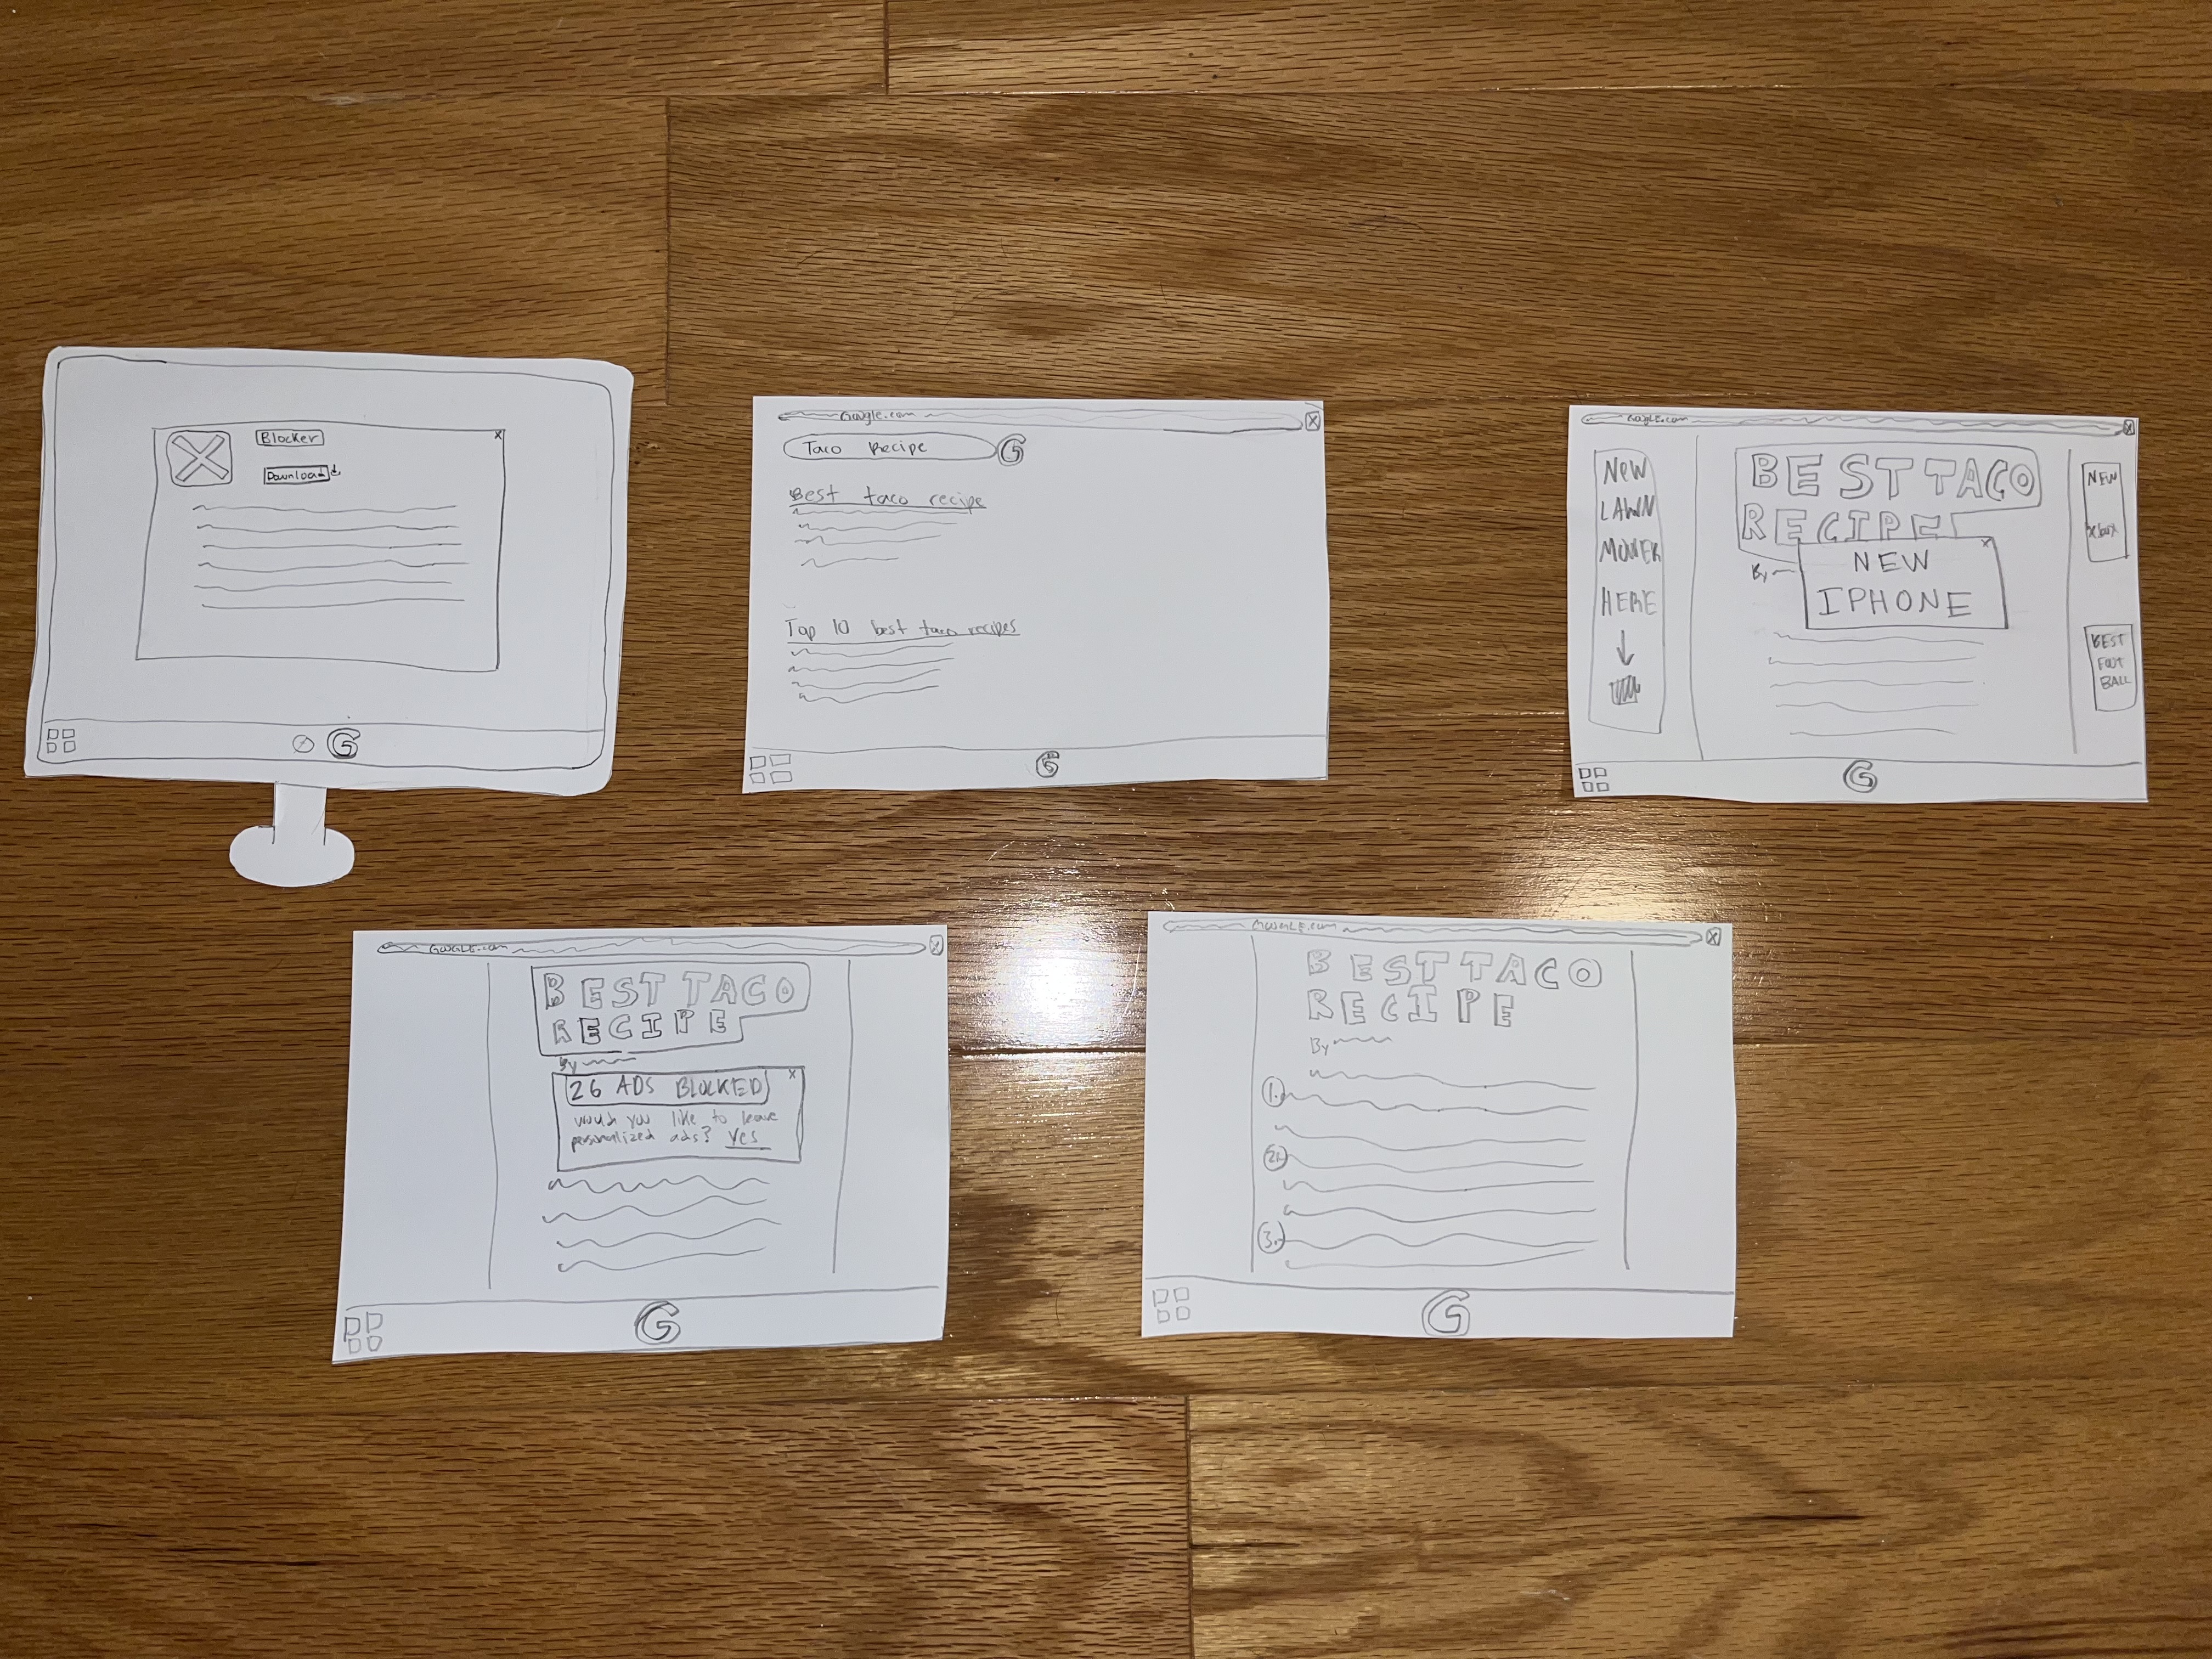 Blocker
Download
G
Google.com
X
Taco Recipe
G
Best taco recipe
Top 10 best taco recipes
G
Google.com
X
NEW
LAWN
MOWER
HERE
BEST TACO
RECIPE
By
X
NEW
IPHONE
NEW
Xbox
BEST
FOOT
BALL
G
GOOGLE.com
X
BEST TACO
RECIPE
By
X
26 ADS BLOCKED
would you like to leave
personalized ads? yes
G
GOOGLE.com
X
BEST TACO
RECIPE
By
1.
2.
3.
G